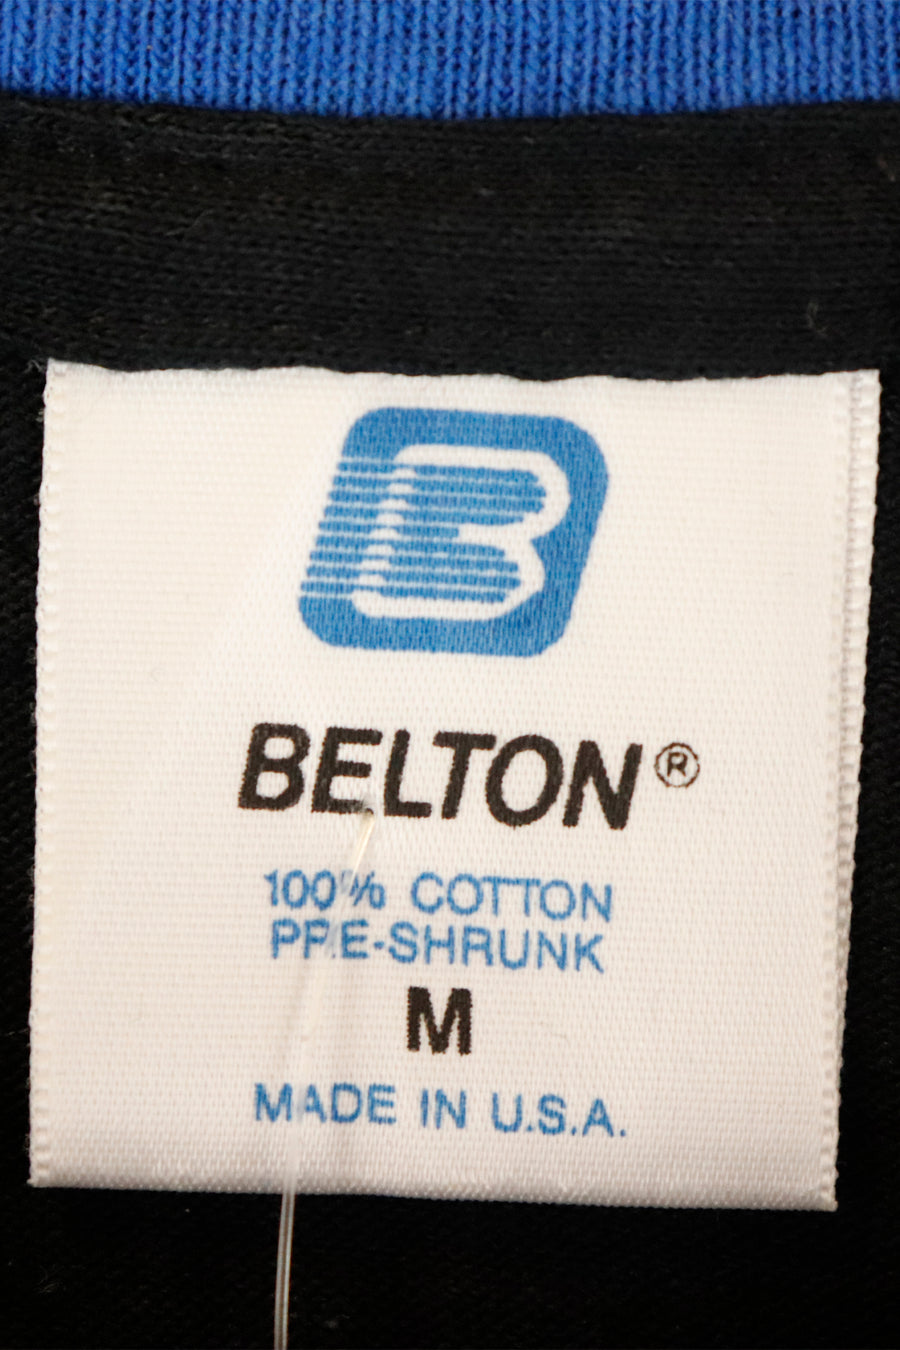 B
BELTON®
100% COTTON
PRE-SHRUNK
M
MADE IN U.S.A.